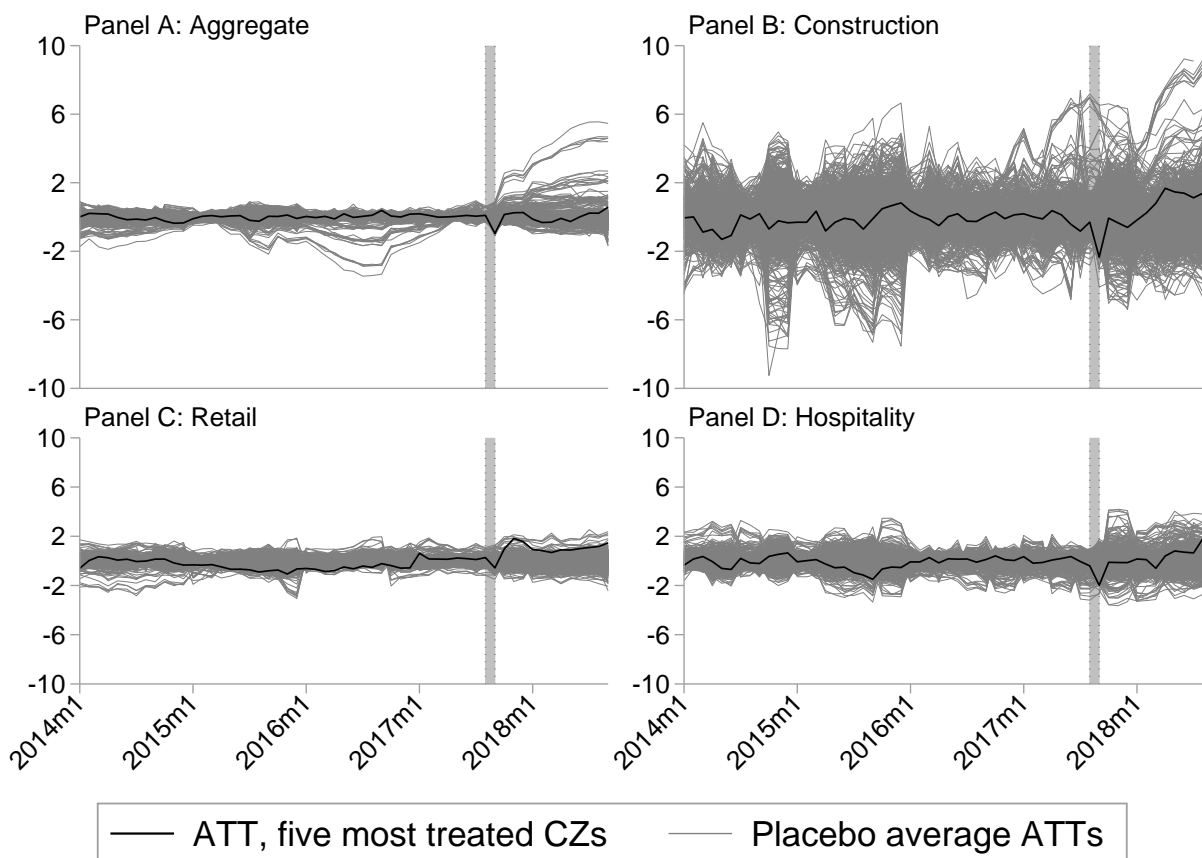 Panel A: Aggregate
10
6
2
-2
-6
-10
Panel B: Construction
10
6
2
-2
-6
-10
Panel C: Retail
10
6
2
-2
-6
-10
2014m1
2015m1
2016m1
2017m1
2018m1
Panel D: Hospitality
10
6
2
-2
-6
-10
2014m1
2015m1
2016m1
2017m1
2018m1
ATT, five most treated CZs
Placebo average ATTs